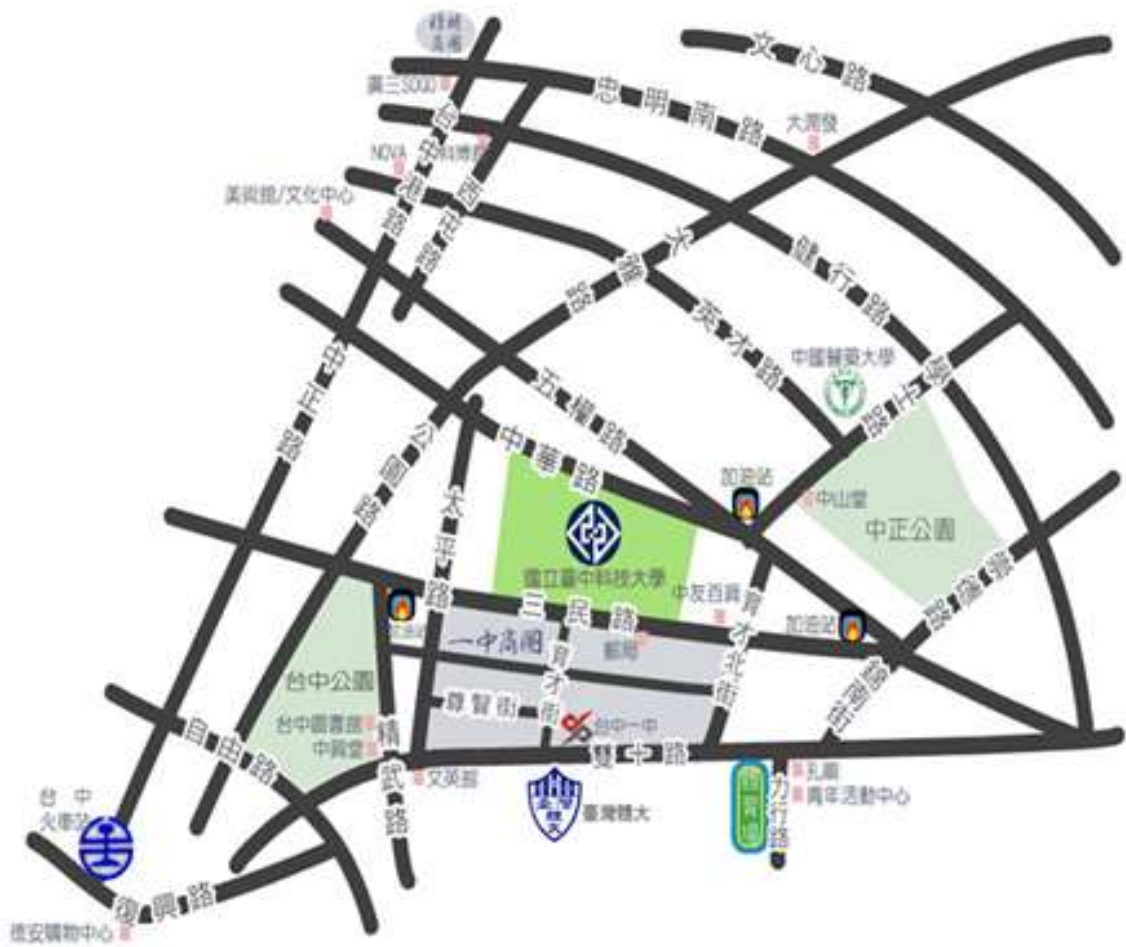 文心路
廣三SOGO
忠明南路
大潤發
台中港路
NOVA
科博館
西屯路
美術館/文化中心
大雅路
健行路
英才路
中國醫藥大學
學士路
中正路
五權路
公園路
中華路
太平路
加油站
中山堂
中正公園
國立臺中科技大學
中友百貨
三民路
育才北街
加油站
一中商圈
郵局
育才街
錦南街
台中公園
尊賢街
台中一中
台中圖書館
中興堂
精武路
雙十路
自由路
文英館
孔廟
力行路
青年活動中心
體育場
臺灣體大
台中
火車站
復興路
德安購物中心